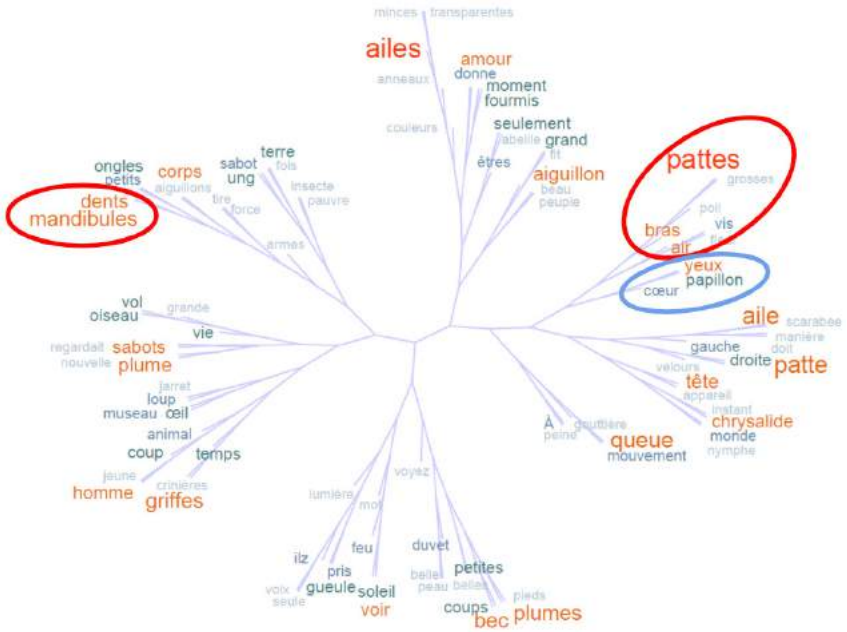 minces transparentes
ailes
amour
donne
anneaux
moment
fourmis
couleurs
seulement
abeille
grand
fit
êtres
aiguillon
beau
peuple
terre
fois
sabot
ung
ongles
petits
corps
aiguillons
insecte
pauvre
dents
mandibules
tire
force
armes
pattes
grosses
poil
vis
bras
air
yeux
papillon
cœur
vol
oiseau
grande
vie
regardait
sabots
nouvelle
plume
aile
scarabée
manière
gauche
doit
droite
patte
velours
tête
appareil
instant
chrysalide
monde
nymphe
jarret
loup
museau
œil
animal
coup
temps
jeune
crinières
homme
griffes
À
peine
gouttière
queue
mouvement
voyez
lumière
mot
ilz
feu
duvet
pris
petites
voix
seule
gueule
soleil
belle
peau
belles
pieds
voir
coups
bec
plumes